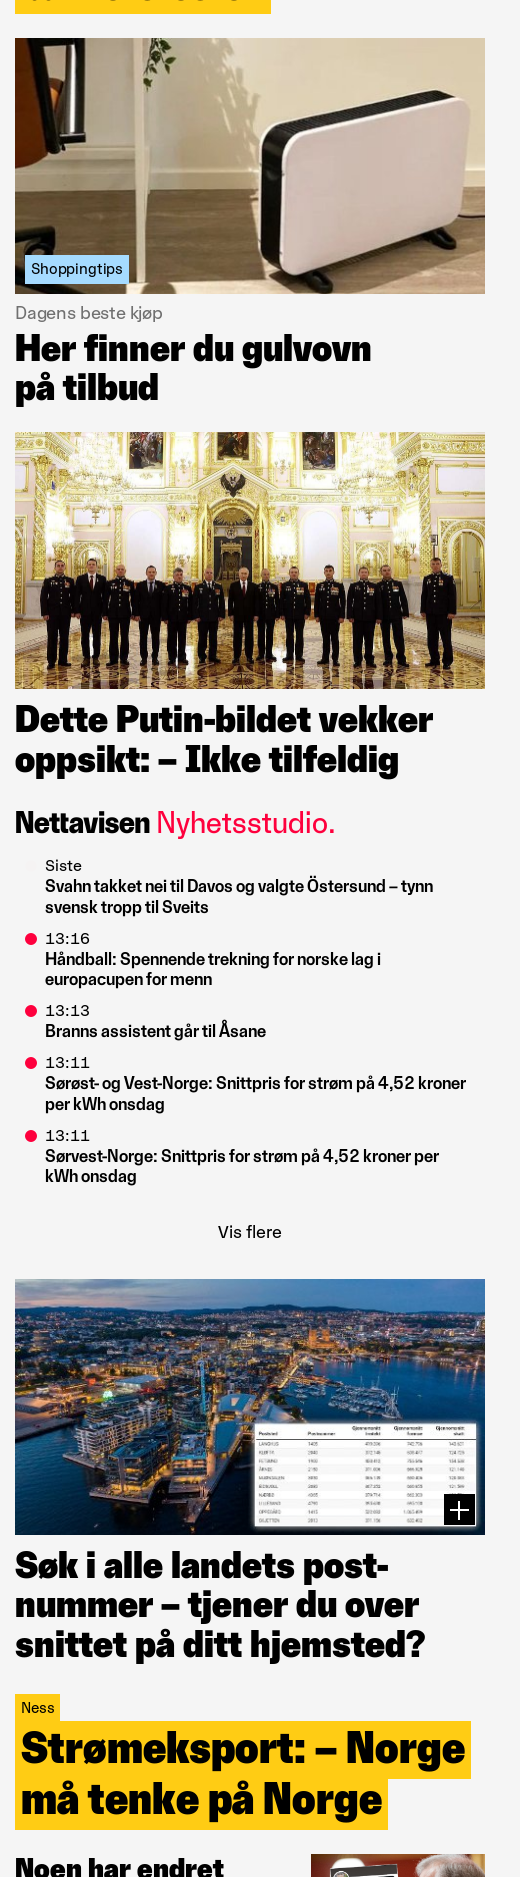 Shoppingtips
Dagens beste kjøp
Her finner du gulvovn
på tilbud
Dette Putin-bildet vekker
oppsikt: – Ikke tilfeldig
Nettavisen Nyhetsstudio.
Siste
Svahn takket nei til Davos og valgte Östersund – tynn
svensk tropp til Sveits
13:16
Håndball: Spennende trekning for norske lag i
europacupen for menn
13:13
Branns assistent går til Åsane
13:11
Sørøst- og Vest-Norge: Snittpris for strøm på 4,52 kroner
per kWh onsdag
13:11
Sørvest-Norge: Snittpris for strøm på 4,52 kroner per
kWh onsdag
Vis flere
Søk i alle landets post-
nummer – tjener du over
snittet på ditt hjemsted?
Ness
Strømeksport: – Norge
må tenke på Norge
Noen har endret